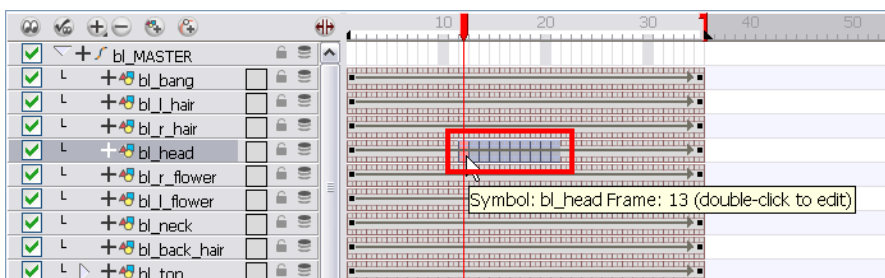 10 20 30 40 50
bl_MASTER
bl_bang
bl_l_hair
bl_r_hair
bl_head
bl_r_flower
bl_l_flower
Symbol: bl_head Frame: 13 (double-click to edit)
bl_neck
bl_back_hair
bl_top